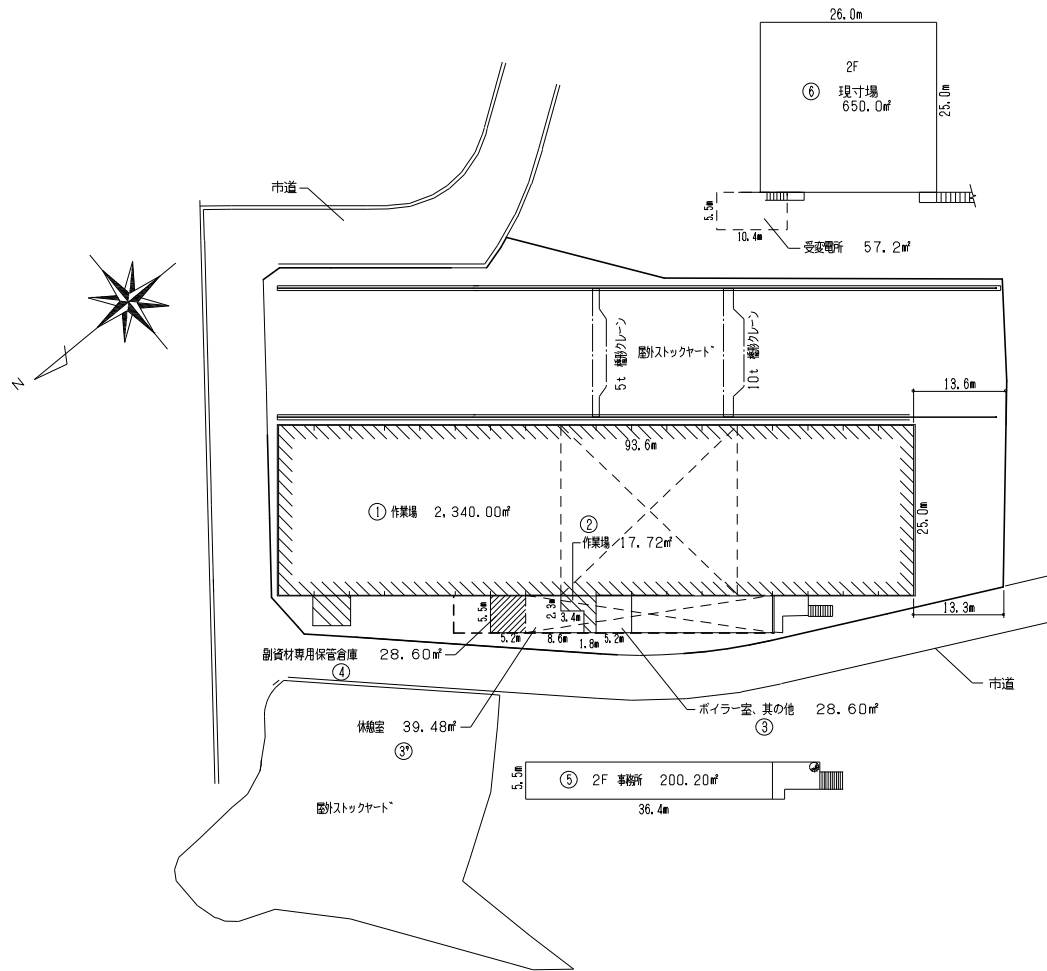 26.0m
2F
⑥ 現寸場
650.0㎡
25.0m
5.5m
10.4m
受変電所 57.2㎡
市道
N
5t 橋形クレーン
屋外ストックヤード
10t 橋形クレーン
13.6m
93.6m
① 作業場 2,340.00㎡
②
作業場 17.72㎡
25.0m
5.5m
2.3m
3.4m
5.2m
8.6m
1.8m
5.2m
13.3m
副資材専用保管倉庫 28.60㎡
④
市道
休憩室 39.48㎡
③'
ボイラー室、其の他 28.60㎡
③
5.5m
⑤ 2F 事務所 200.20㎡
36.4m
屋外ストックヤード